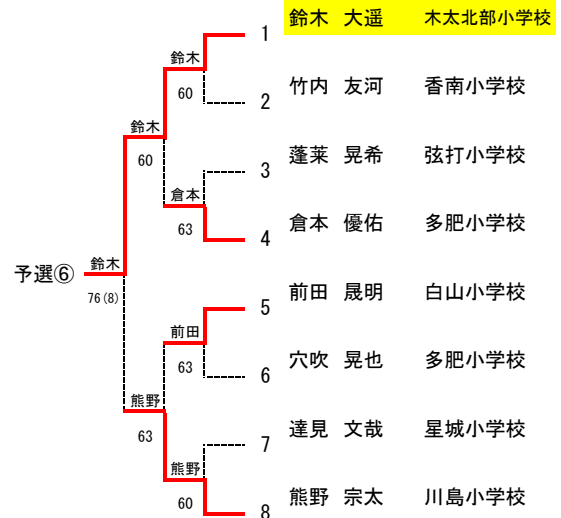 1 鈴木 大遥 木太北部小学校
鈴木
60
2 竹内 友河 香南小学校
鈴木
60
3 蓬莱 晃希 弦打小学校
倉本
63
4 倉本 優佑 多肥小学校
予選⑥ 鈴木
76(8)
5 前田 晟明 白山小学校
前田
63
6 穴吹 晃也 多肥小学校
熊野
63
7 達見 文哉 星城小学校
熊野
60
8 熊野 宗太 川島小学校